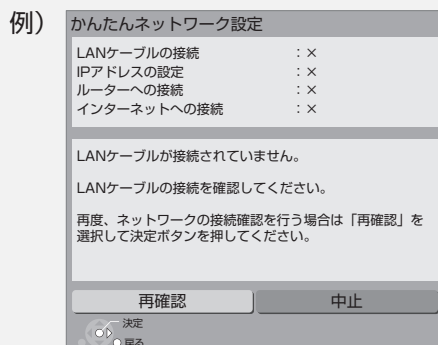 例)
かんたんネットワーク設定
LANケーブルの接続 :×
IPアドレスの設定 :×
ルーターへの接続 :×
インターネットへの接続 :×
LANケーブルが接続されていません。
LANケーブルの接続を確認してください。
再度、ネットワークの接続確認を行う場合は「再確認」を
選択して決定ボタンを押してください。
再確認 中止
決定
戻る